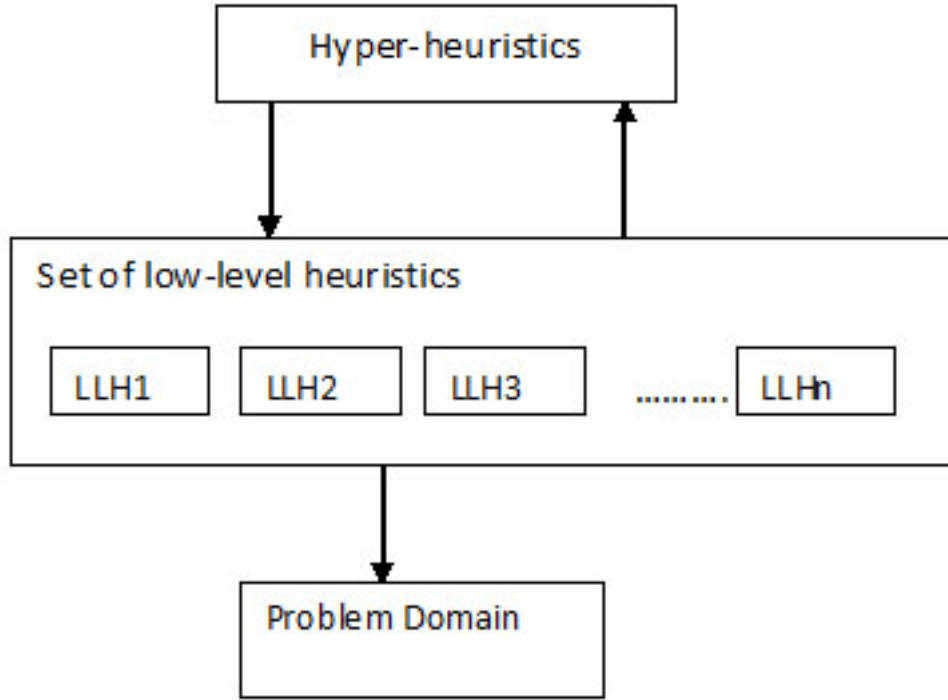 Hyper-heuristics
Set of low-level heuristics
LLH1 LLH2 LLH3 ………. LLHn
Problem Domain